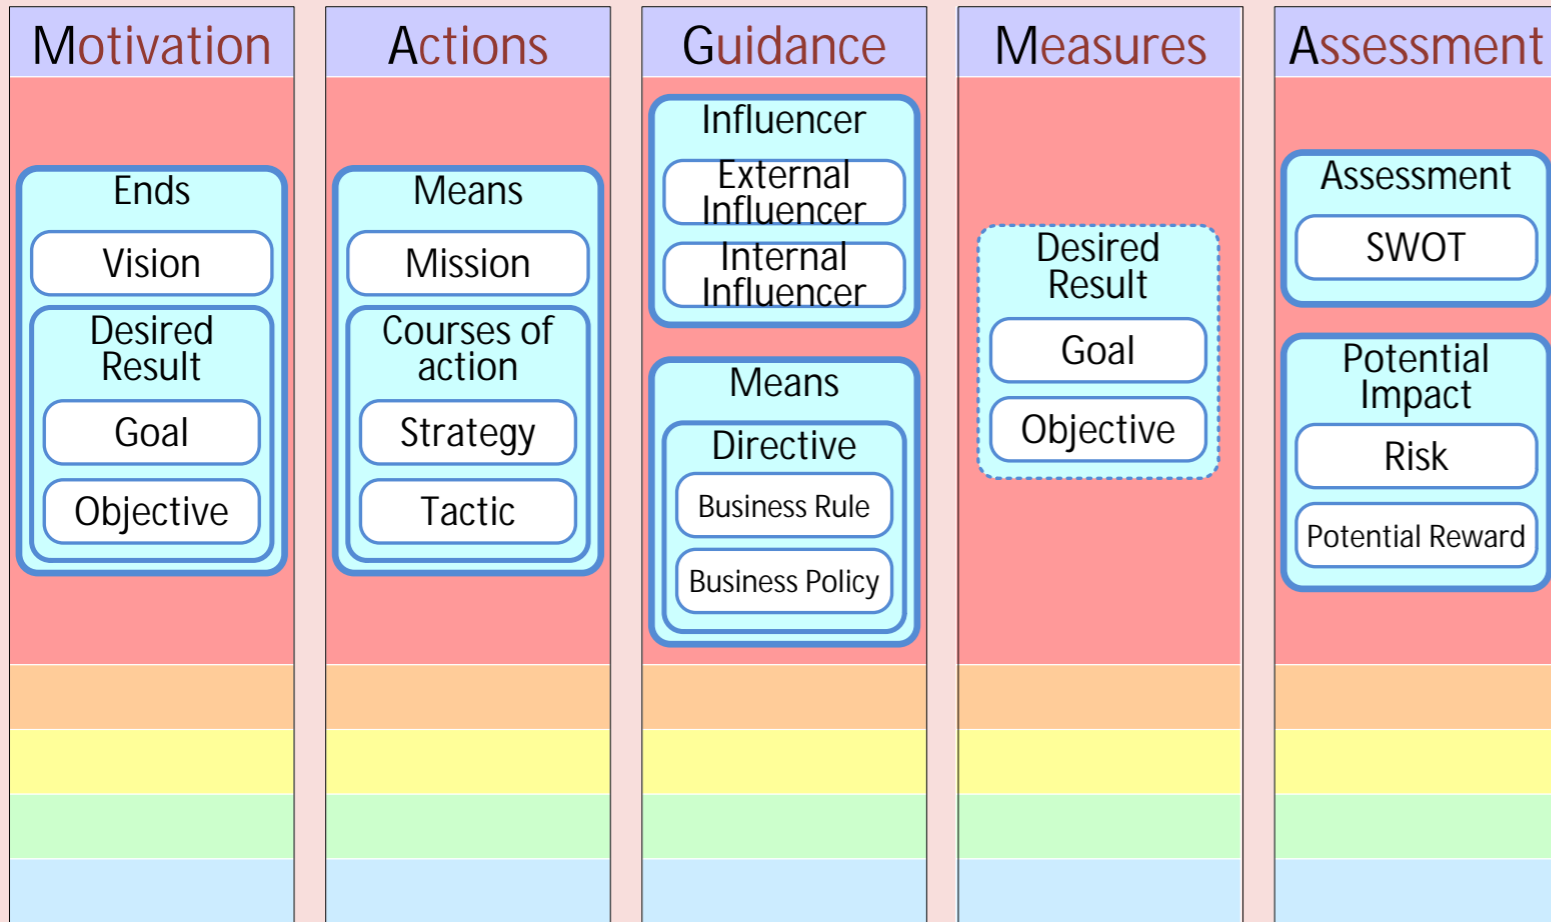 Motivation
Ends
Vision
Desired
Result
Goal
Objective
Actions
Means
Mission
Courses of
action
Strategy
Tactic
Guidance
Influencer
External
Influencer
Internal
Influencer
Means
Directive
Business Rule
Business Policy
Measures
Desired
Result
Goal
Objective
Assessment
Assessment
SWOT
Potential
Impact
Risk
Potential Reward